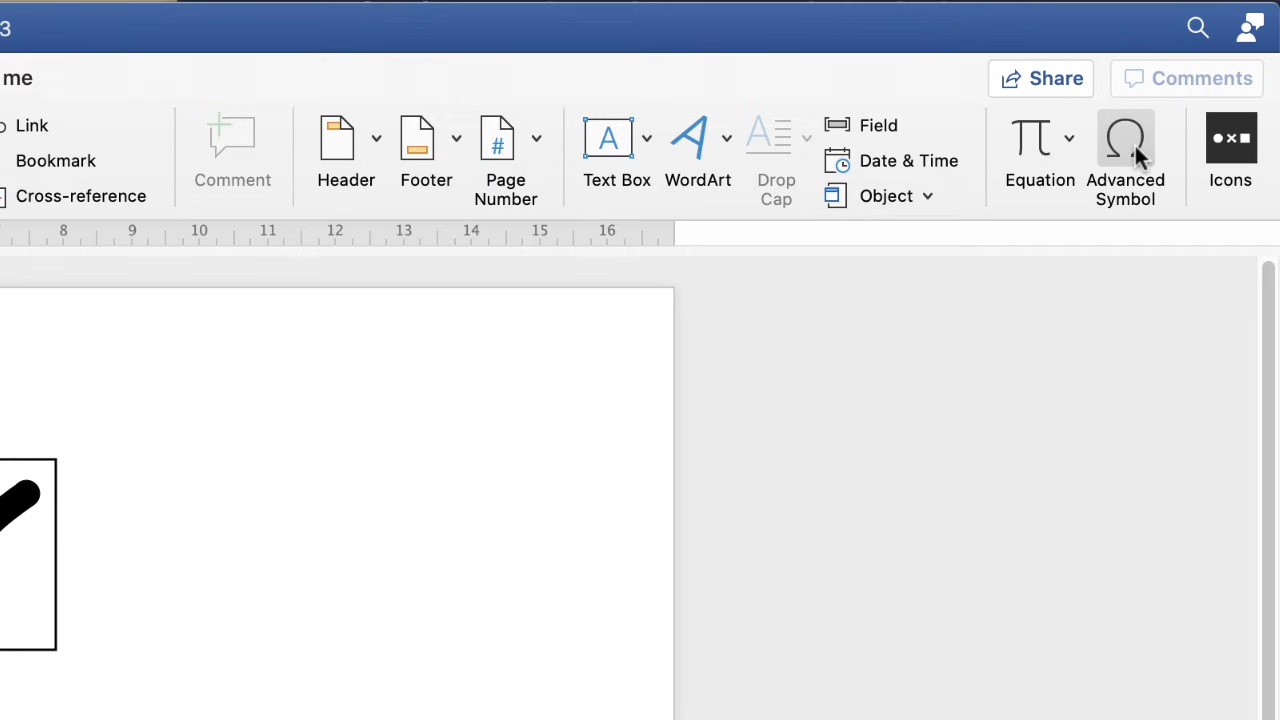 3
me
Share
Comments
Link
Bookmark
Cross-reference
Comment
Header
Footer
#
Page
Number
A
Text Box
A
WordArt
A
Drop
Cap
Field
Date & Time
Object
π
Equation
Ω
Advanced
Symbol
Icons
8 9 10 11 12 13 14 15 16